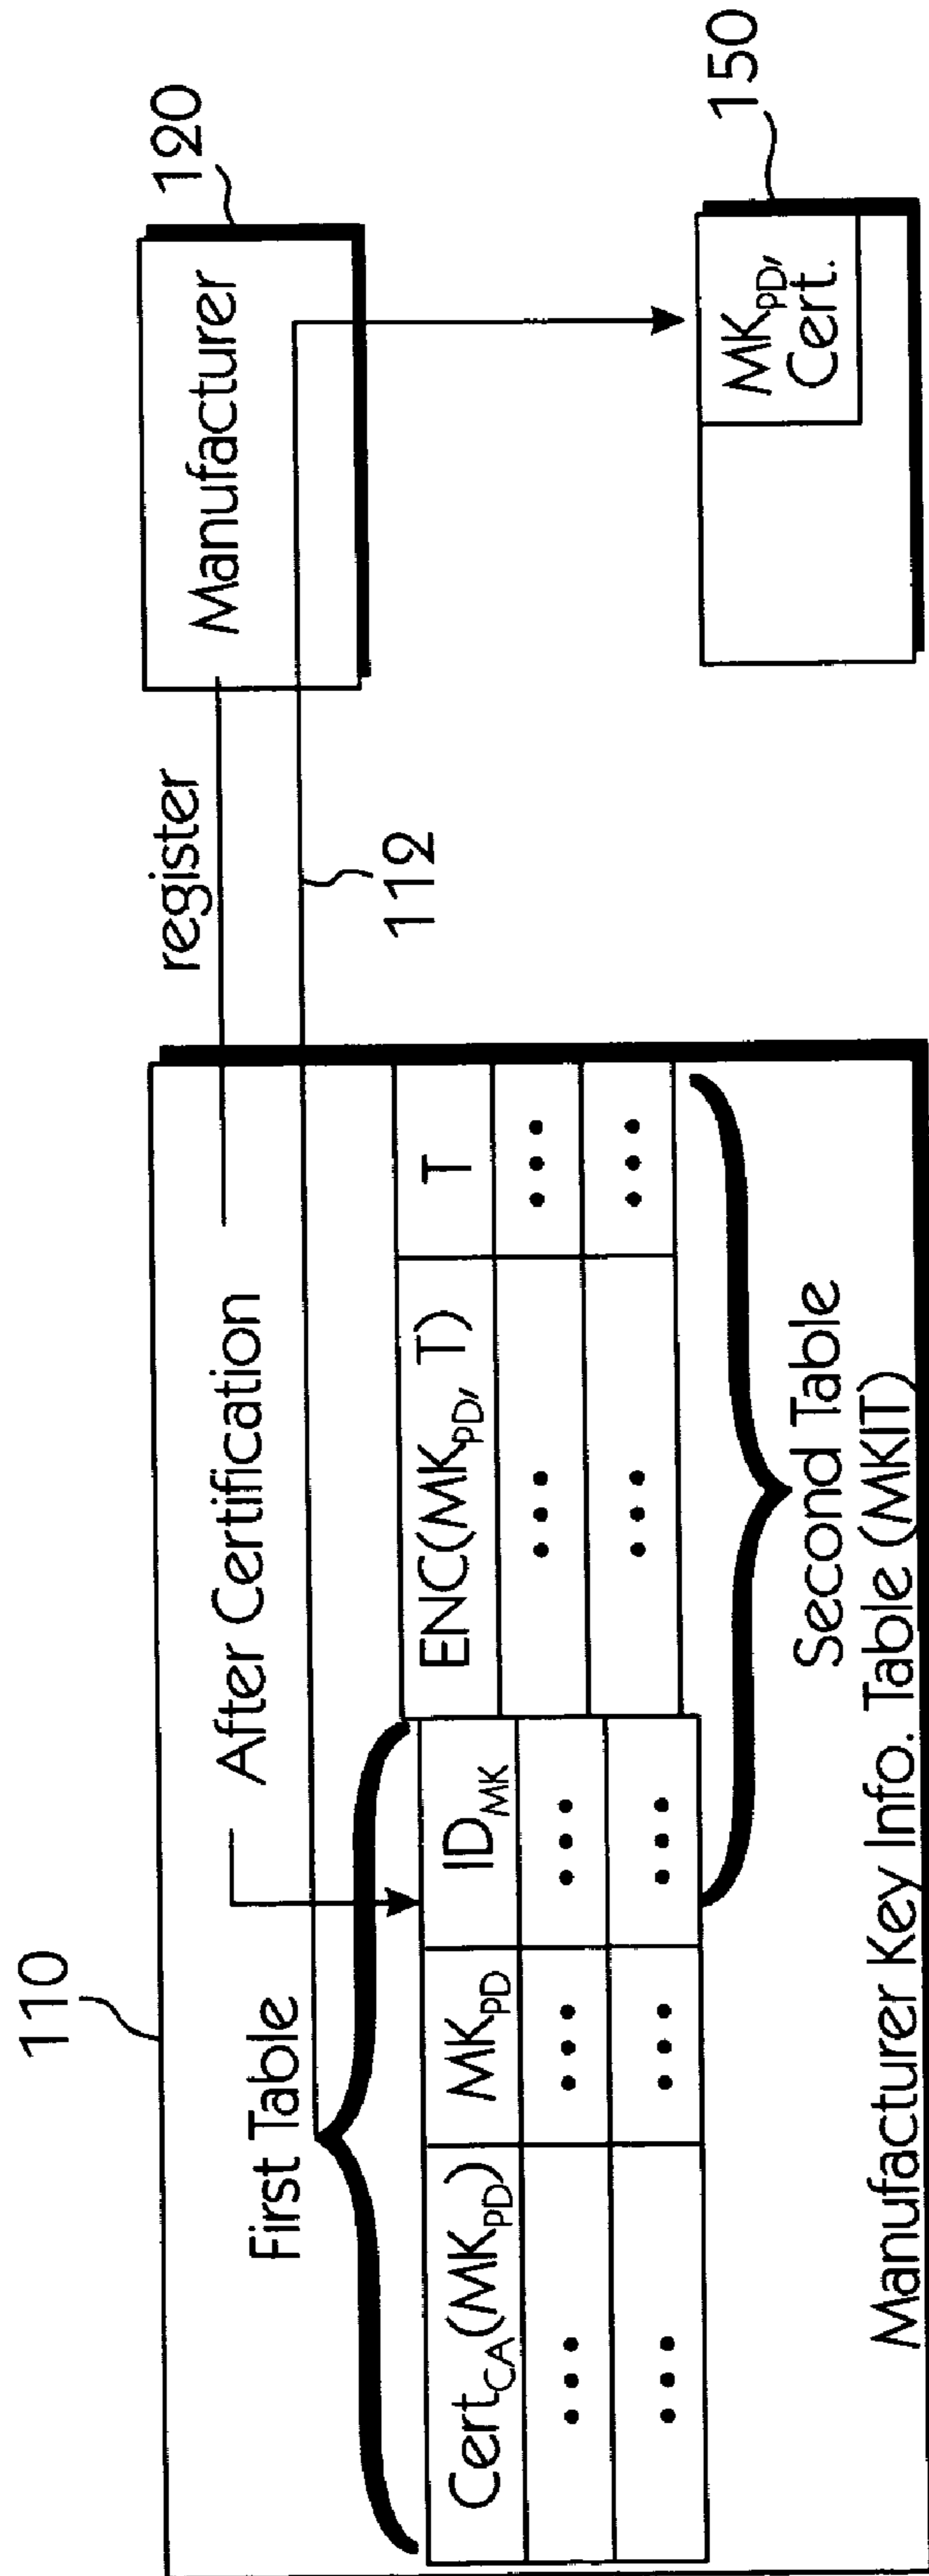 110
After Certification
register
Manufacturer
120
112
First Table
Cert_CA(MK_PD) MK_PD ID_MK ENC(MK_PD, T) T
... ... ... ... ...
... ... ... ... ...
Second Table
Manufacturer Key Info. Table (MKIT)
MK_PD,
Cert.
150